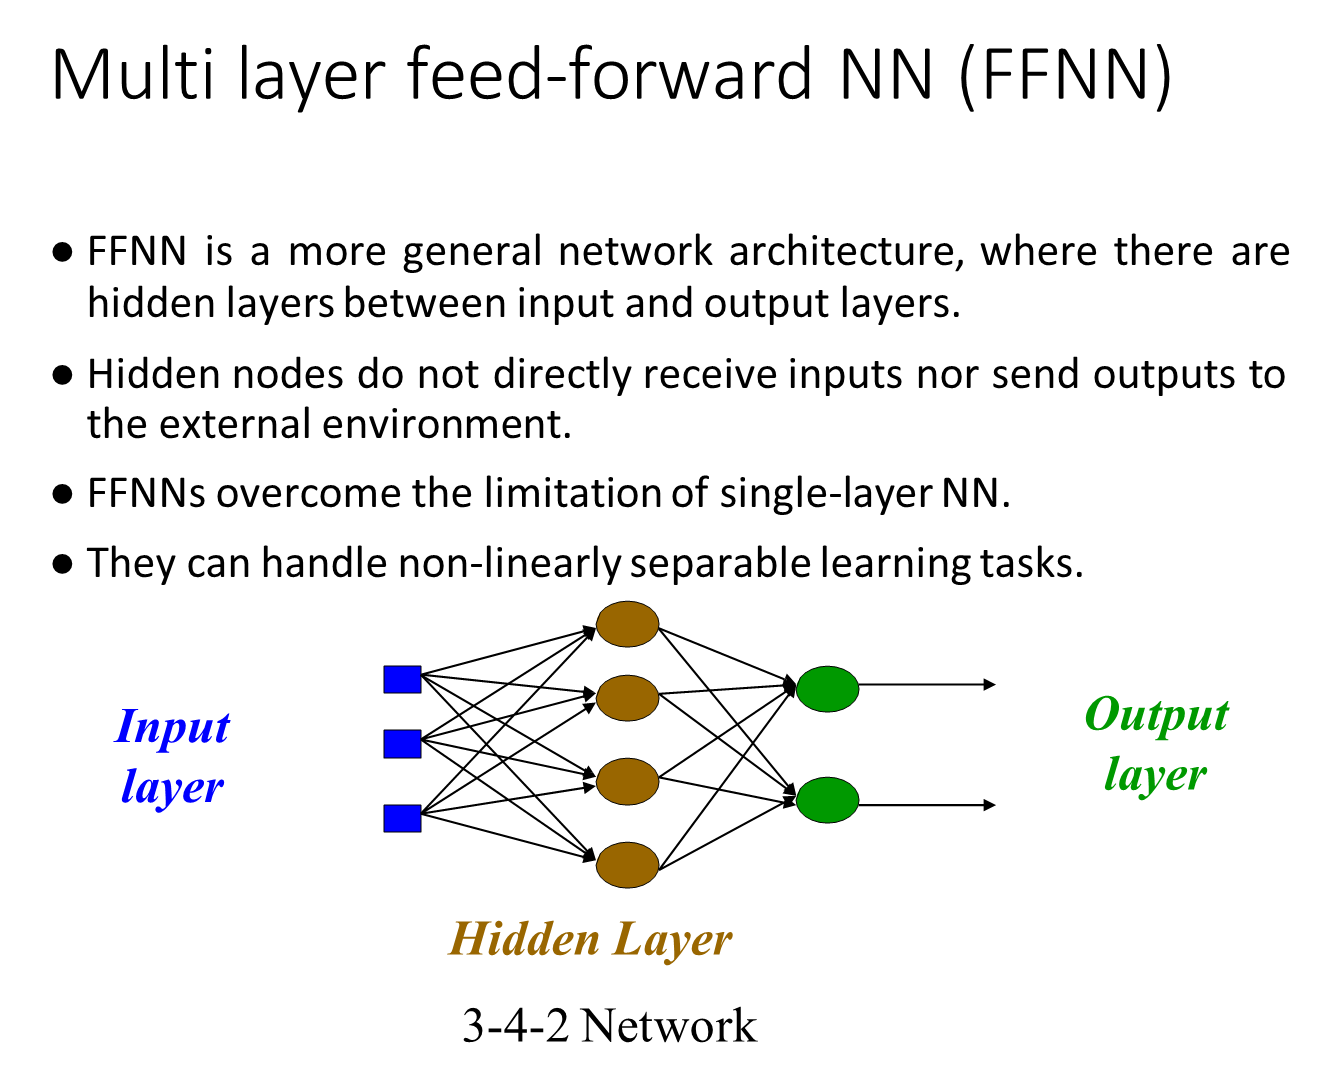 Multi layer feed-forward NN (FFNN)
● FFNN is a more general network architecture, where there are
hidden layers between input and output layers.
● Hidden nodes do not directly receive inputs nor send outputs to
the external environment.
● FFNNs overcome the limitation of single-layer NN.
● They can handle non-linearly separable learning tasks.
Input
layer
Output
layer
Hidden Layer
3-4-2 Network